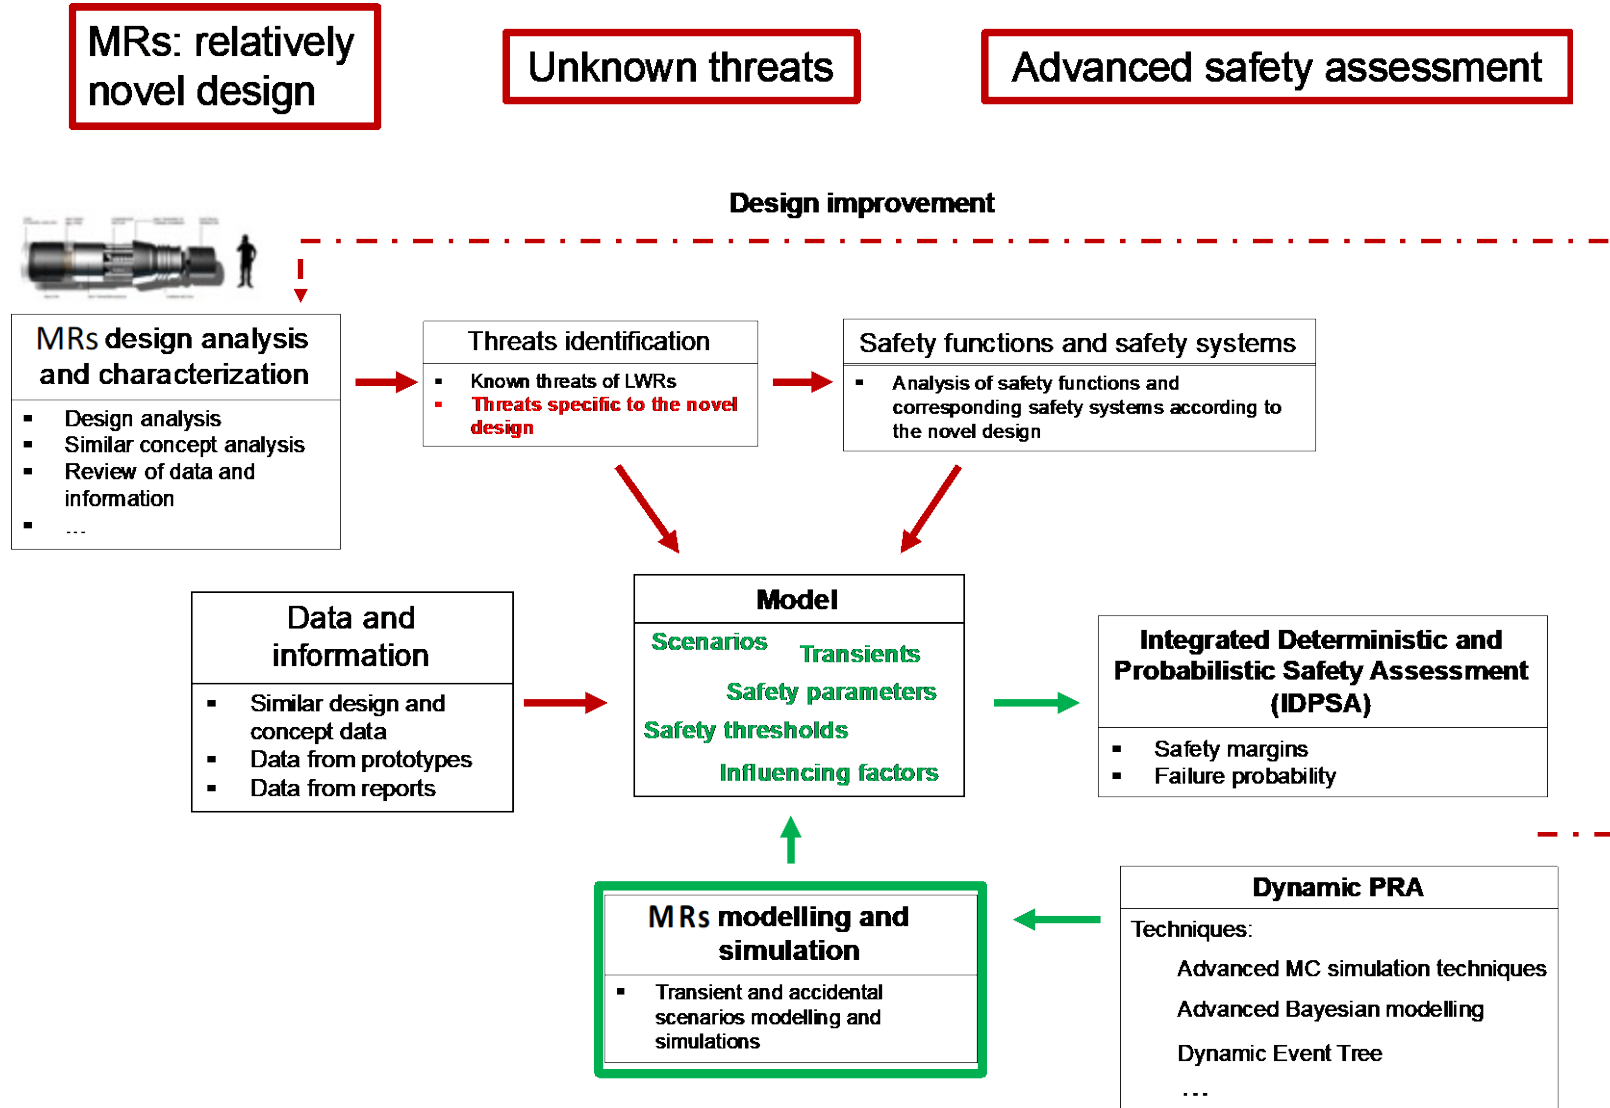 MRs: relatively
novel design
Unknown threats
Advanced safety assessment
Design improvement
MRs design analysis
and characterization
▪ Design analysis
▪ Similar concept analysis
▪ Review of data and
information
▪ ...
Threats identification
▪ Known threats of LWRs
▪ Threats specific to the novel
design
Safety functions and safety systems
▪ Analysis of safety functions and
corresponding safety systems according to
the novel design
Data and
information
▪ Similar design and
concept data
▪ Data from prototypes
▪ Data from reports
Model
Scenarios
Transients
Safety parameters
Safety thresholds
Influencing factors
Integrated Deterministic and
Probabilistic Safety Assessment
(IDPSA)
▪ Safety margins
▪ Failure probability
MRs modelling and
simulation
▪ Transient and accidental
scenarios modelling and
simulations
Dynamic PRA
Techniques:
Advanced MC simulation techniques
Advanced Bayesian modelling
Dynamic Event Tree
...